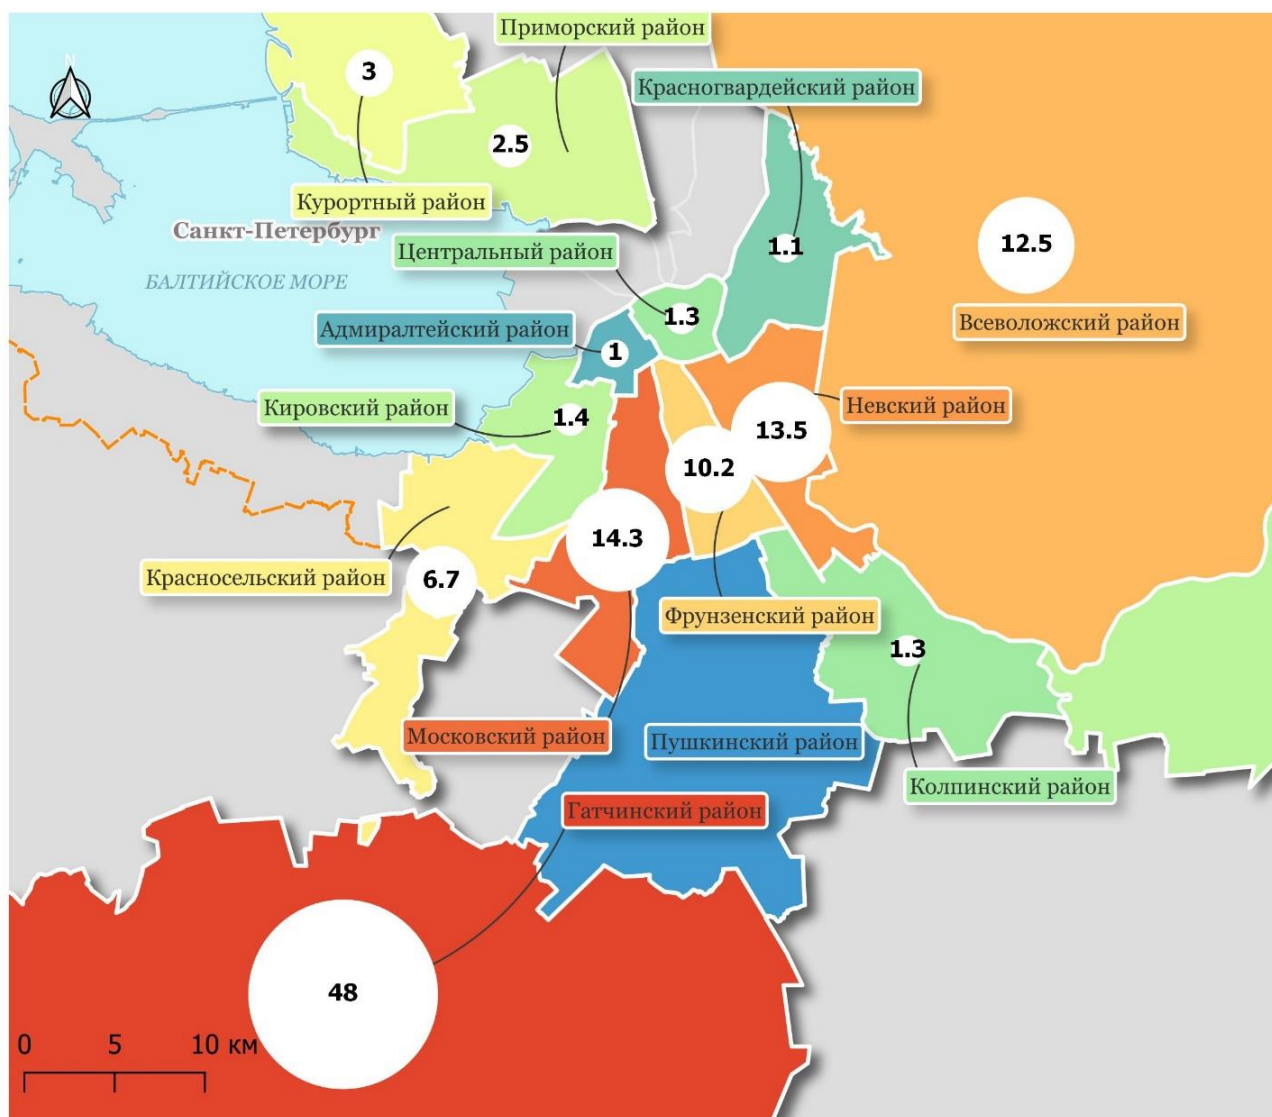 Приморский район
N
3
Красногвардейский район
2.5
Курортный район
Санкт-Петербург
Центральный район
1.1
12.5
БАЛТИЙСКОЕ МОРЕ
Адмиралтейский район
1.3
Всеволожский район
1
Кировский район
1.4
Невский район
13.5
10.2
14.3
Красносельский район
6.7
Фрунзенский район
1.3
Московский район
Пушкинский район
Колпинский район
Гатчинский район
48
0 5 10 км